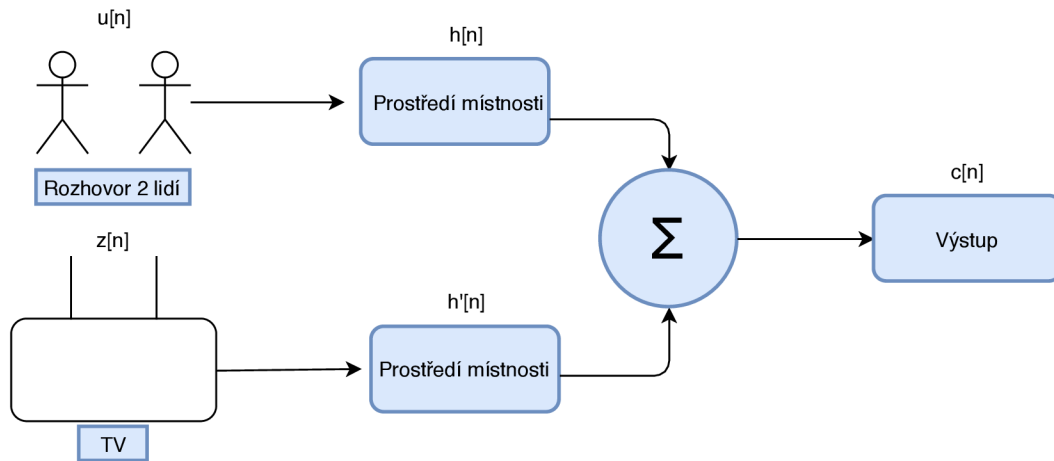 u[n]
h[n]
Prostředí místnosti
Rozhovor 2 lidí
c[n]
Σ
Výstup
z[n]
h'[n]
Prostředí místnosti
TV